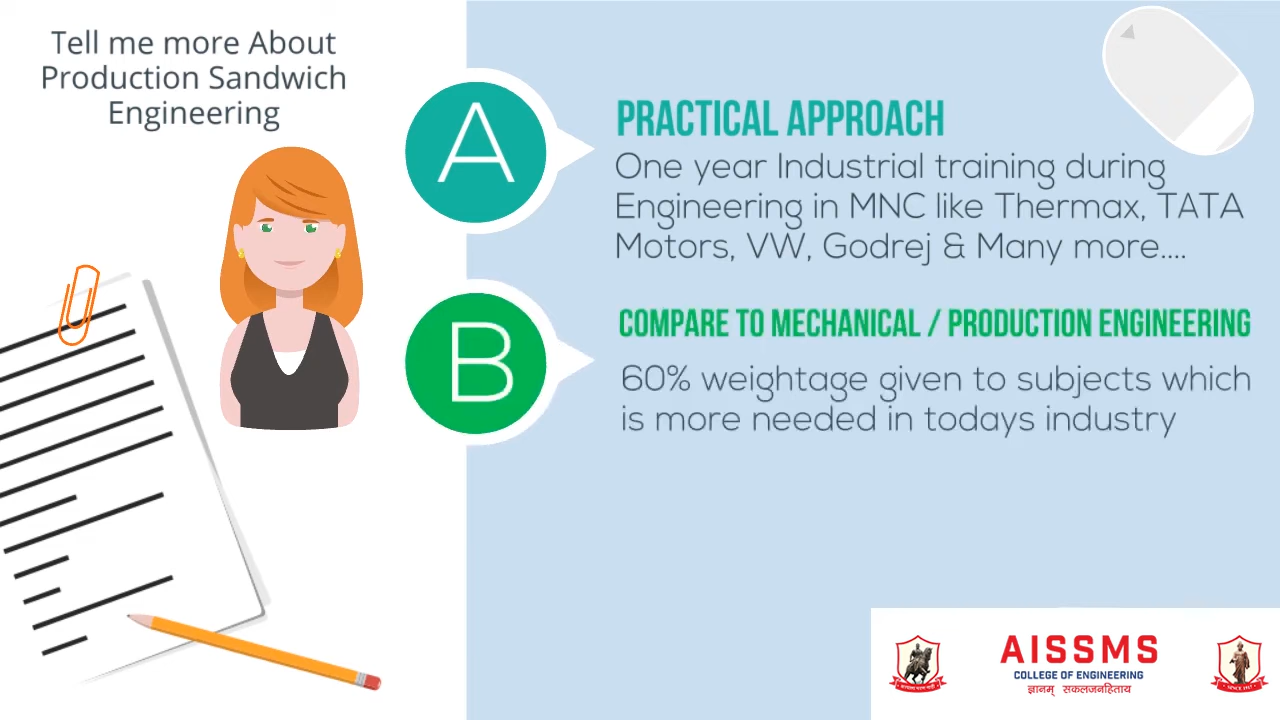 Tell me more About
Production Sandwich
Engineering
A
PRACTICAL APPROACH
One year Industrial training during
Engineering in MNC like Thermax, TATA
Motors, VW, Godrej & Many more....
B
COMPARE TO MECHANICAL / PRODUCTION ENGINEERING
60% weightage given to subjects which
is more needed in todays industry
AISSMS
COLLEGE OF ENGINEERING
ज्ञानम् सकलजनहिताय
SINCE 1917